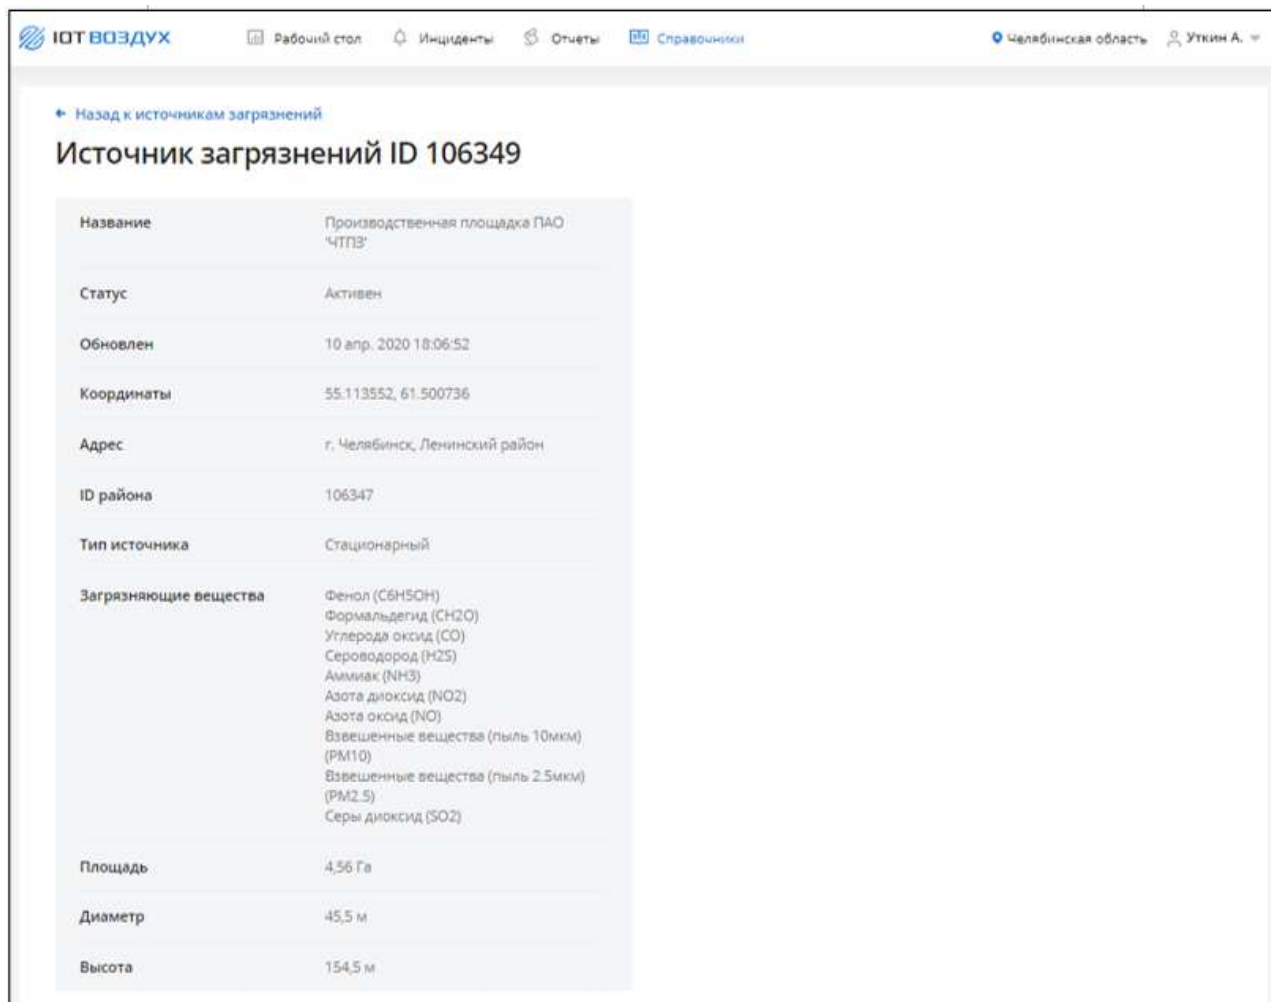 IOT ВОЗДУХ
Рабочий стол
Инциденты
Отчеты
Справочники
Челябинская область
Уткин А.
Назад к источникам загрязнений
Источник загрязнений ID 106349
Название
Производственная площадка ПАО
'ЧТПЗ'
Статус
Активен
Обновлен
10 апр. 2020 18:06:52
Координаты
55.113552, 61.500736
Адрес
г. Челябинск, Ленинский район
ID района
106347
Тип источника
Стационарный
Загрязняющие вещества
Фенол (C6H5OH)
Формальдегид (CH2O)
Углерода оксид (CO)
Сероводород (H2S)
Аммиак (NH3)
Азота диоксид (NO2)
Азота оксид (NO)
Взвешенные вещества (пыль 10мкм)
(PM10)
Взвешенные вещества (пыль 2.5мкм)
(PM2.5)
Серы диоксид (SO2)
Площадь
4,56 Га
Диаметр
45,5 м
Высота
154,5 м